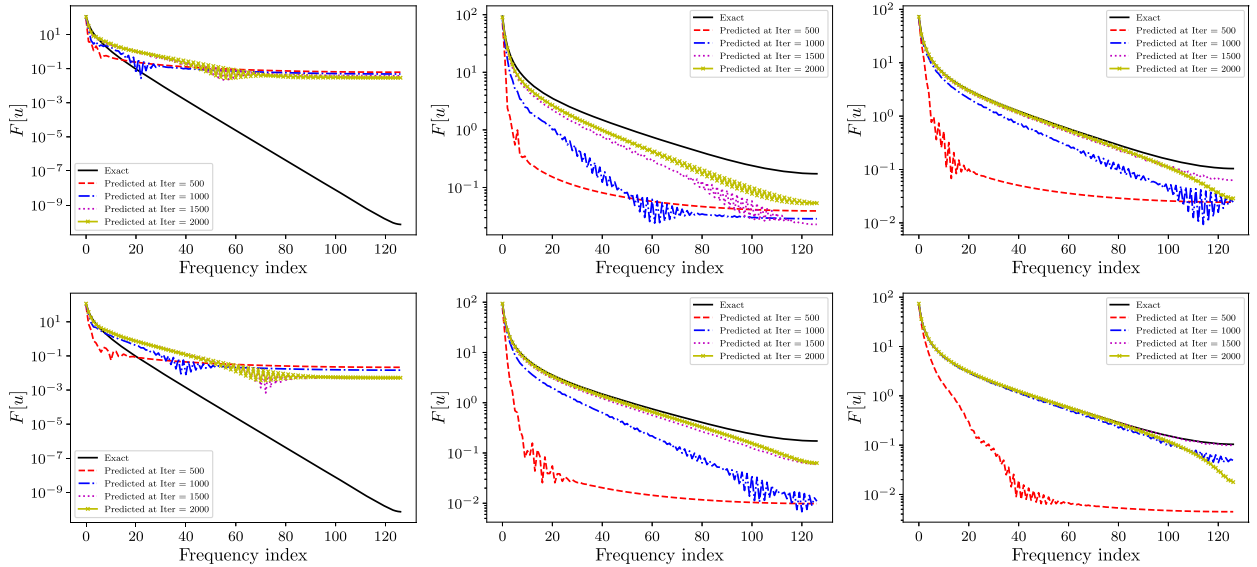 10^1
10^-1
10^-3
10^-5
10^-7
10^-9
F[u]
Exact
Predicted at Iter = 500
Predicted at Iter = 1000
Predicted at Iter = 1500
Predicted at Iter = 2000
0 20 40 60 80 100 120
Frequency index
10^2
10^1
10^0
10^-1
F[u]
Exact
Predicted at Iter = 500
Predicted at Iter = 1000
Predicted at Iter = 1500
Predicted at Iter = 2000
0 20 40 60 80 100 120
Frequency index
10^2
10^1
10^0
10^-1
10^-2
F[u]
Exact
Predicted at Iter = 500
Predicted at Iter = 1000
Predicted at Iter = 1500
Predicted at Iter = 2000
0 20 40 60 80 100 120
Frequency index
10^1
10^-1
10^-3
10^-5
10^-7
10^-9
F[u]
Exact
Predicted at Iter = 500
Predicted at Iter = 1000
Predicted at Iter = 1500
Predicted at Iter = 2000
0 20 40 60 80 100 120
Frequency index
10^2
10^1
10^0
10^-1
10^-2
F[u]
Exact
Predicted at Iter = 500
Predicted at Iter = 1000
Predicted at Iter = 1500
Predicted at Iter = 2000
0 20 40 60 80 100 120
Frequency index
10^2
10^1
10^0
10^-1
10^-2
F[u]
Exact
Predicted at Iter = 500
Predicted at Iter = 1000
Predicted at Iter = 1500
Predicted at Iter = 2000
0 20 40 60 80 100 120
Frequency index